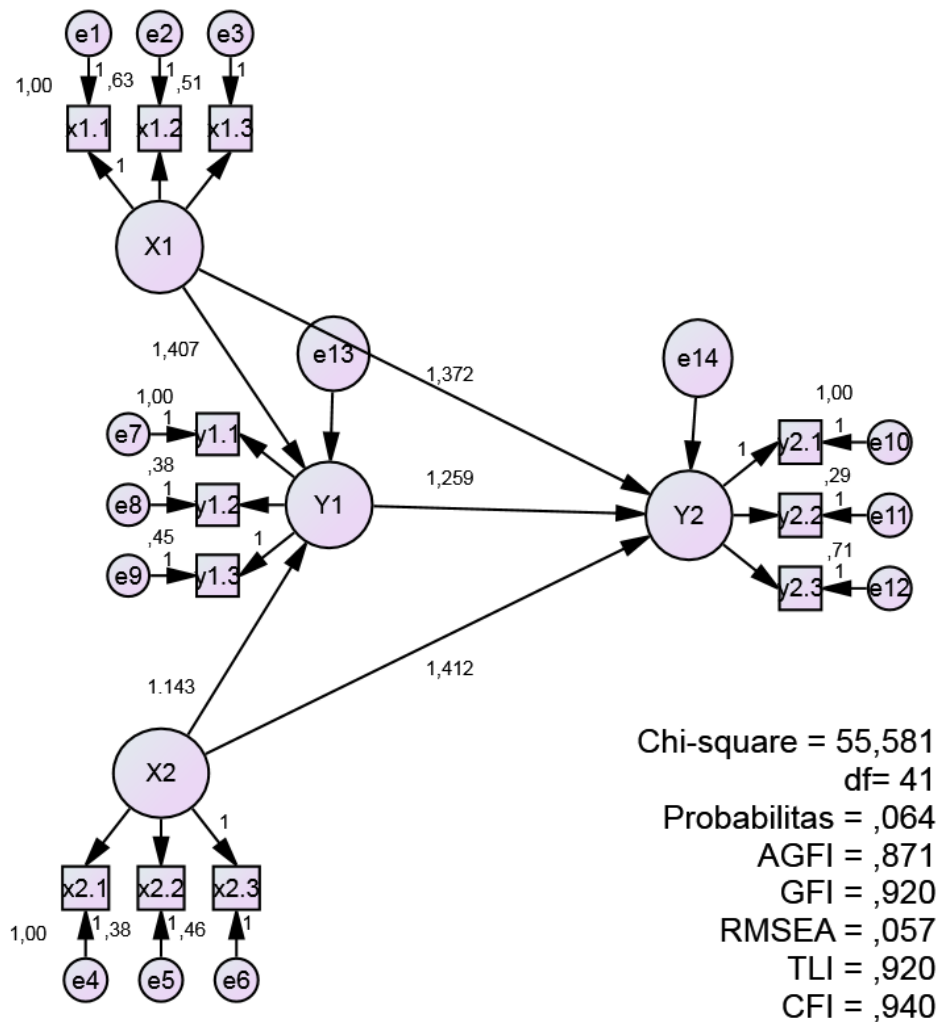 e1 e2 e3
1,00 1 ,63 1 ,51 1
x1.1 x1.2 x1.3
1
X1
1,407 e13 1,372 e14
1,00 1,00
e7 1 y1.1 1 y2.1 1 e10
,38 1,259 ,29
e8 1 y1.2 Y1 Y2 y2.2 1 e11
,45 ,71
e9 1 y1.3 1 y2.3 1 e12
1.143 1,412
X2
1
x2.1 x2.2 x2.3
1,00 1 ,38 1 ,46 1
e4 e5 e6
Chi-square = 55,581
df= 41
Probabilitas = ,064
AGFI = ,871
GFI = ,920
RMSEA = ,057
TLI = ,920
CFI = ,940